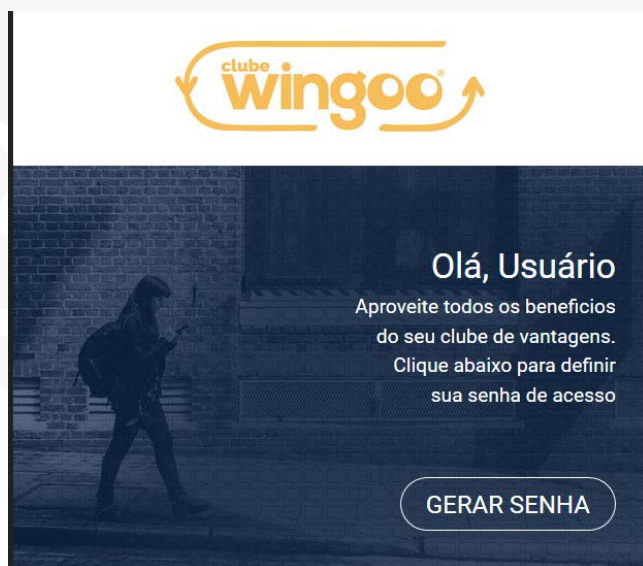 clube
wingoo®
Olá, Usuário
Aproveite todos os beneficios
do seu clube de vantagens.
Clique abaixo para definir
sua senha de acesso
GERAR SENHA